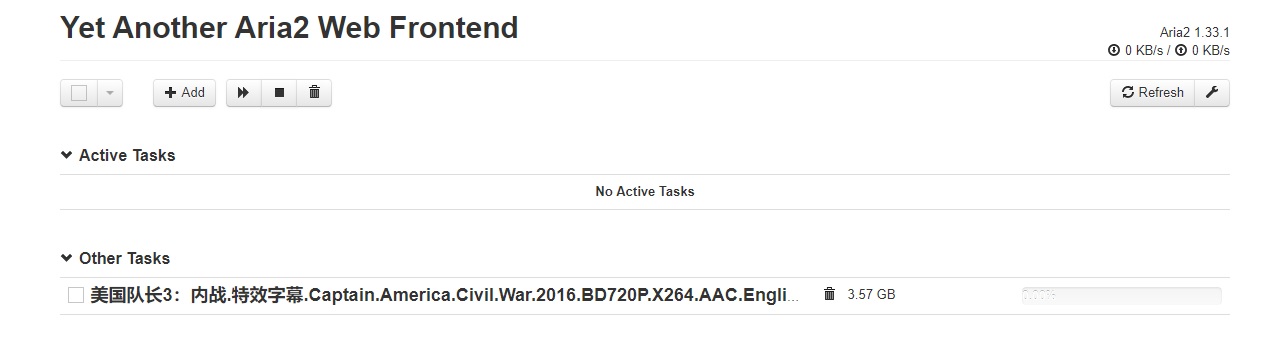 Yet Another Aria2 Web Frontend
Aria2 1.33.1
0 KB/s / 0 KB/s
Add
Refresh
Active Tasks
No Active Tasks
Other Tasks
美国队长3：内战.特效字幕.Captain.America.Civil.War.2016.BD720P.X264.AAC.Engli...
3.57 GB